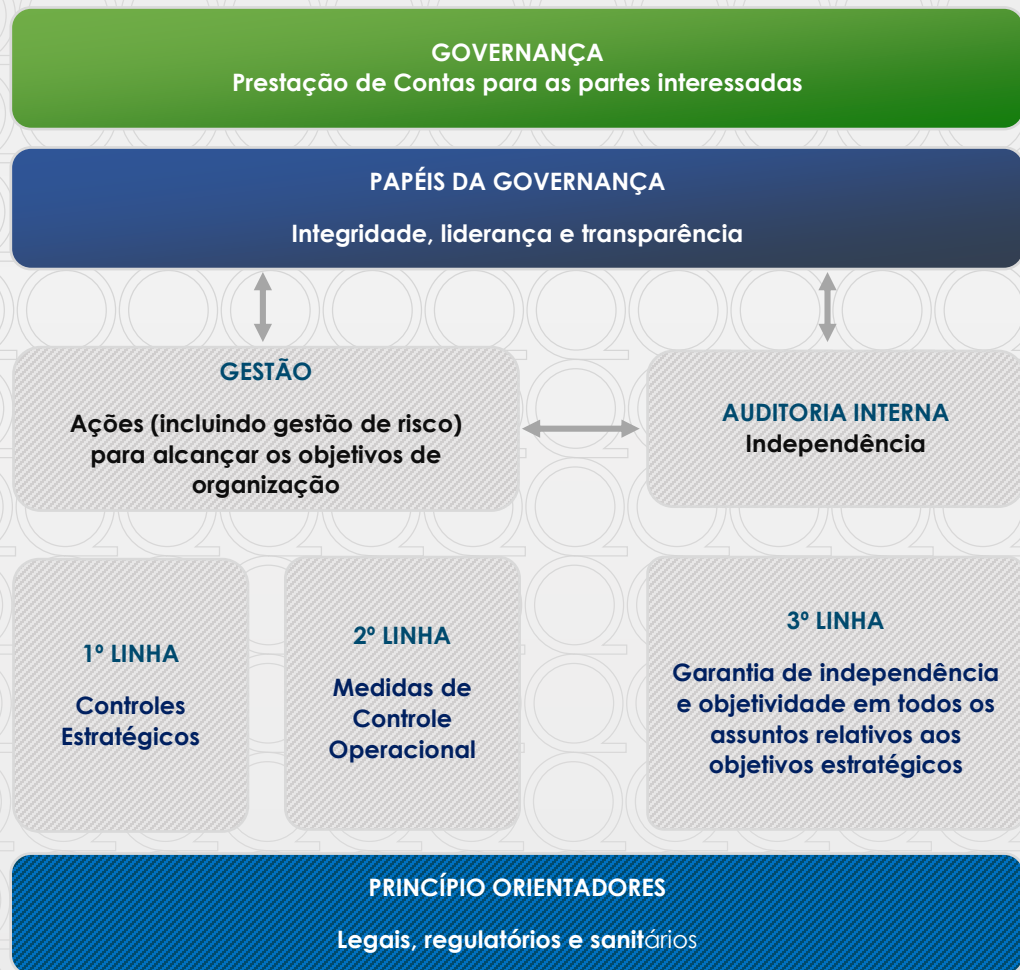 GOVERNANÇA
Prestação de Contas para as partes interessadas
PAPÉIS DA GOVERNANÇA
Integridade, liderança e transparência
GESTÃO
Ações (incluindo gestão de risco)
para alcançar os objetivos de
organização
AUDITORIA INTERNA
Independência
1º LINHA
Controles
Estratégicos
2º LINHA
Medidas de
Controle
Operacional
3º LINHA
Garantia de independência
e objetividade em todos os
assuntos relativos aos
objetivos estratégicos
PRINCÍPIO ORIENTADORES
Legais, regulatórios e sanitários